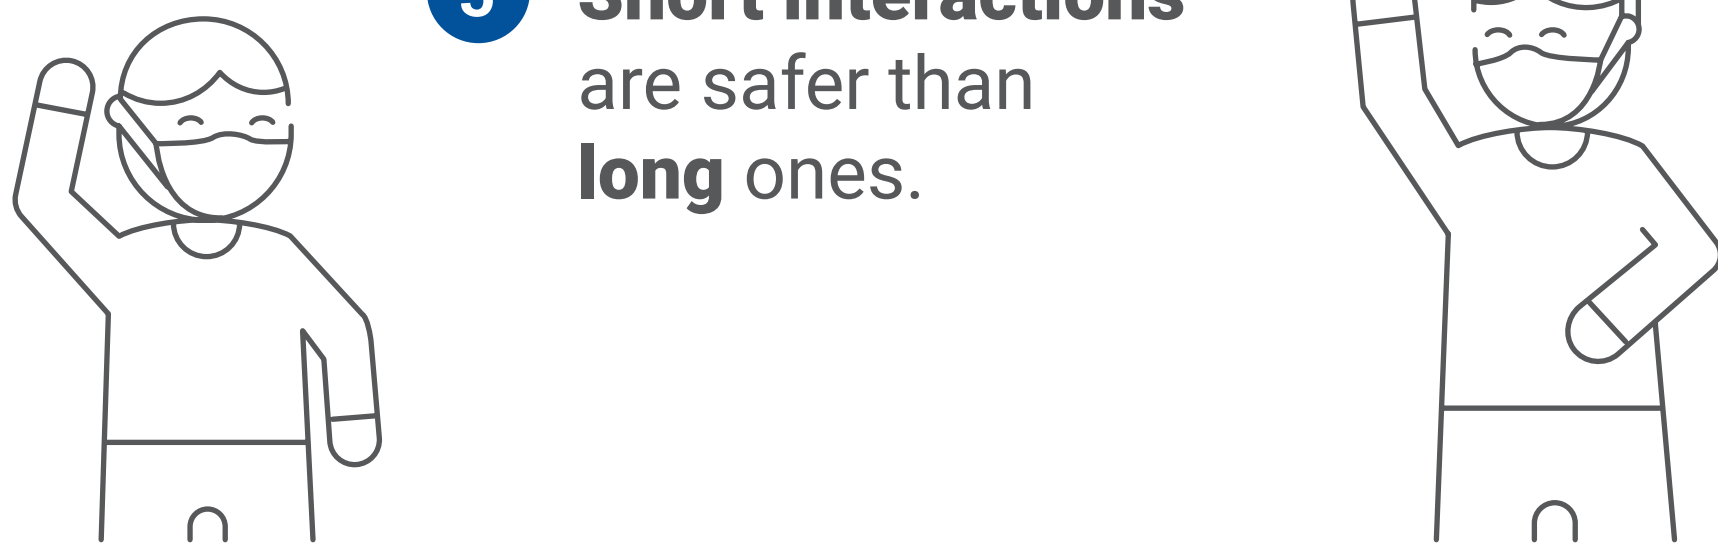 Short interactions
are safer than
long ones.